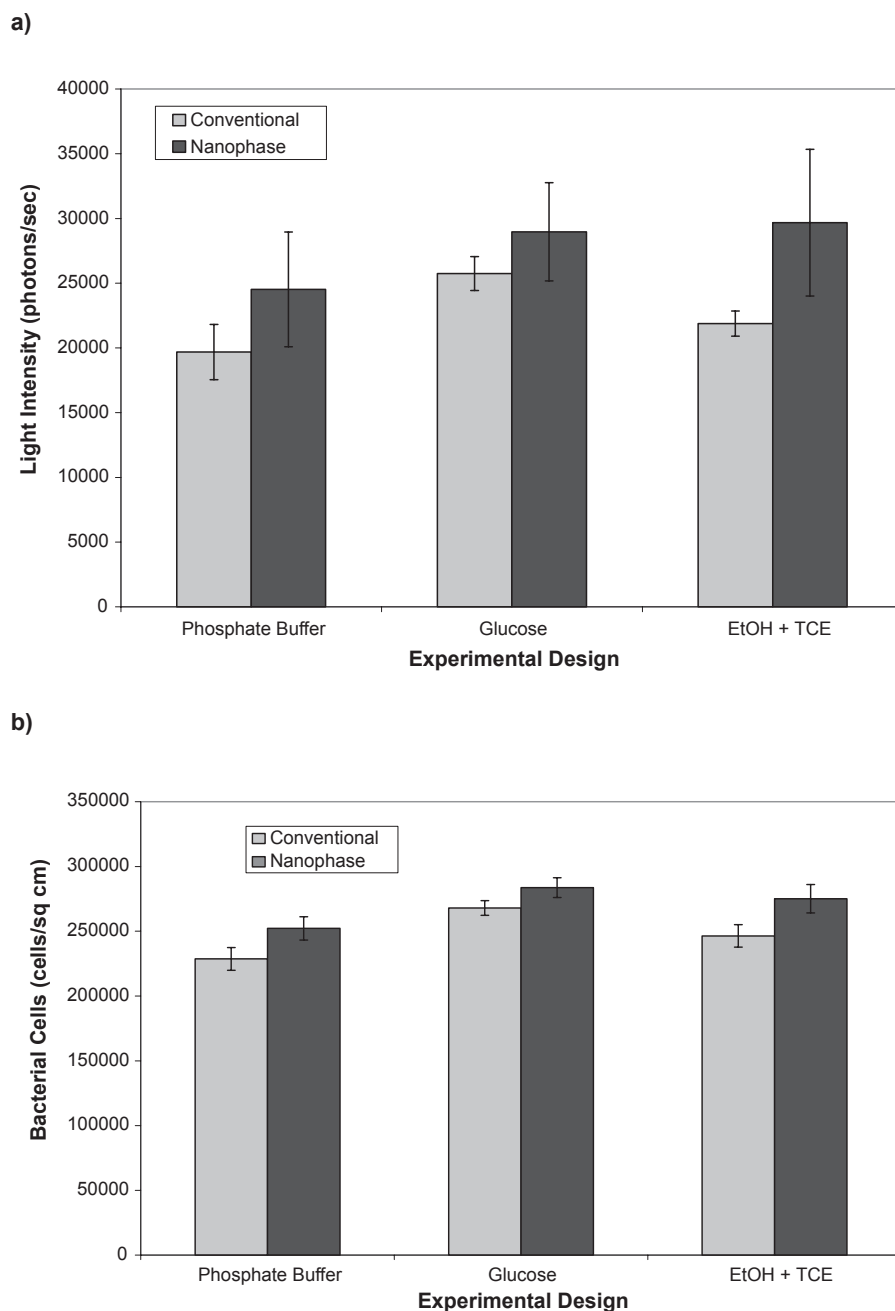 a)
40000
35000
30000
25000
20000
15000
10000
5000
0
Light Intensity (photons/sec)
Conventional
Nanophase
Phosphate Buffer
Glucose
EtOH + TCE
Experimental Design
b)
350000
300000
250000
200000
150000
100000
50000
0
Bacterial Cells (cells/sq cm)
Conventional
Nanophase
Phosphate Buffer
Glucose
EtOH + TCE
Experimental Design